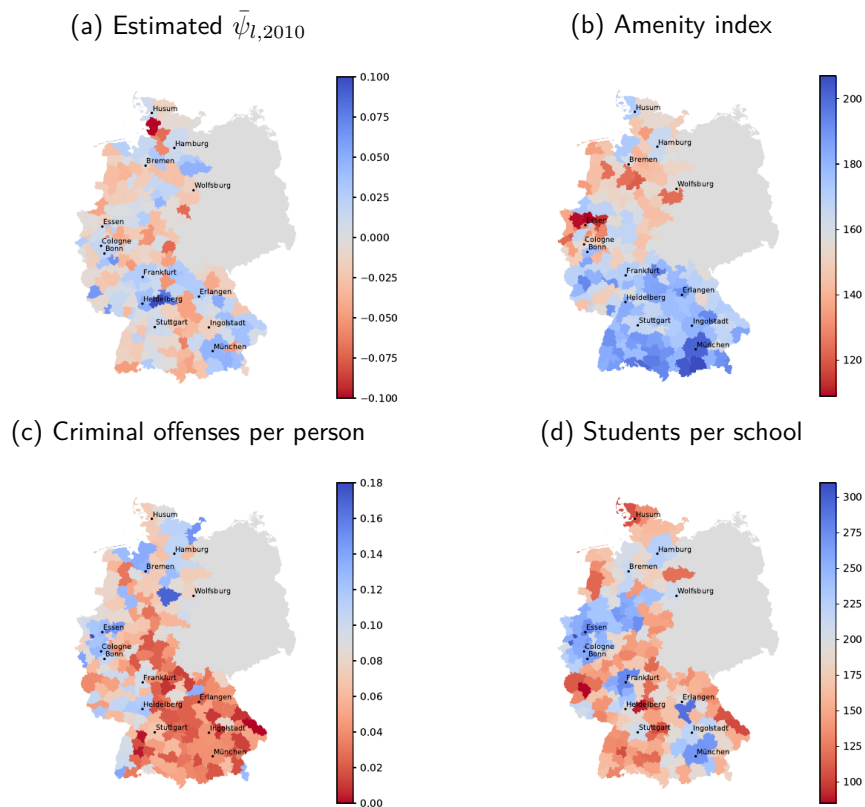 (a) Estimated ψ̄_{l,2010}
(b) Amenity index
Husum
Hamburg
Bremen
Wolfsburg
Essen
Cologne
Bonn
Frankfurt
Erlangen
Heidelberg
Stuttgart
Ingolstadt
München
0.100
0.075
0.050
0.025
0.000
−0.025
−0.050
−0.075
−0.100
Husum
Hamburg
Bremen
Wolfsburg
Essen
Cologne
Bonn
Frankfurt
Erlangen
Heidelberg
Stuttgart
Ingolstadt
München
200
180
160
140
120
(c) Criminal offenses per person
(d) Students per school
Husum
Hamburg
Bremen
Wolfsburg
Essen
Cologne
Bonn
Frankfurt
Erlangen
Heidelberg
Stuttgart
Ingolstadt
München
0.18
0.16
0.14
0.12
0.10
0.08
0.06
0.04
0.02
0.00
Husum
Hamburg
Bremen
Wolfsburg
Essen
Cologne
Bonn
Frankfurt
Erlangen
Heidelberg
Stuttgart
Ingolstadt
München
300
275
250
225
200
175
150
125
100